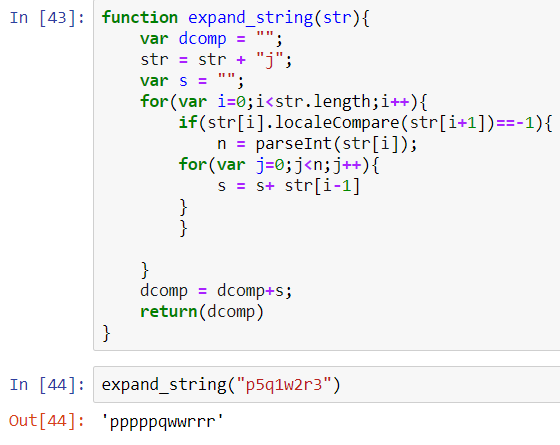 In [43]: function expand_string(str){
    var dcomp = "";
    str = str + "j";
    var s = "";
    for(var i=0;i<str.length;i++){
        if(str[i].localeCompare(str[i+1])==-1){
            n = parseInt(str[i]);
        for(var j=0;j<n;j++){
            s = s+ str[i-1]
        }
        }

    }
    dcomp = dcomp+s;
    return(dcomp)
}
In [44]: expand_string("p5q1w2r3")
Out[44]: 'pppppqwwrrr'